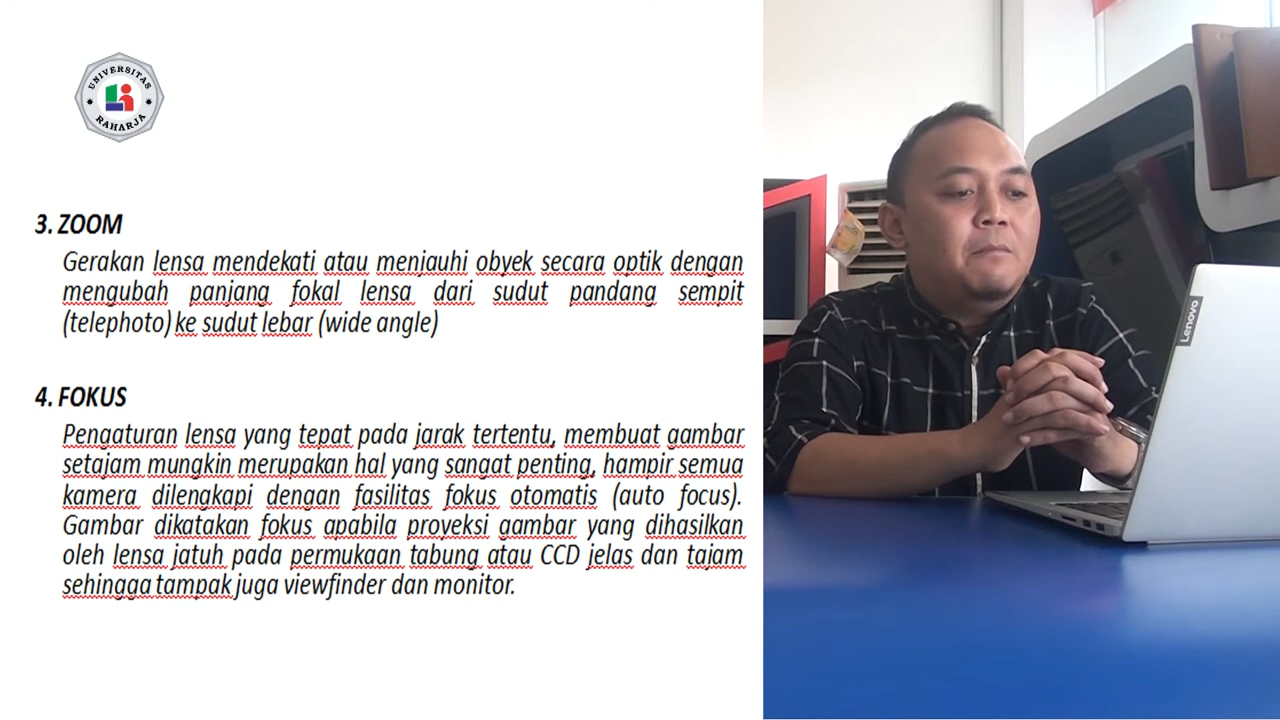 UNIVERSITAS
RAHARJA
3. ZOOM
Gerakan lensa mendekati atau menjauhi obyek secara optik dengan
mengubah panjang fokal lensa dari sudut pandang sempit
(telephoto) ke sudut lebar (wide angle)
4. FOKUS
Pengaturan lensa yang tepat pada jarak tertentu, membuat gambar
setajam mungkin merupakan hal yang sangat penting, hampir semua
kamera dilengkapi dengan fasilitas fokus otomatis (auto focus).
Gambar dikatakan fokus apabila proyeksi gambar yang dihasilkan
oleh lensa jatuh pada permukaan tabung atau CCD jelas dan tajam
sehingga tampak juga viewfinder dan monitor.
Lenovo